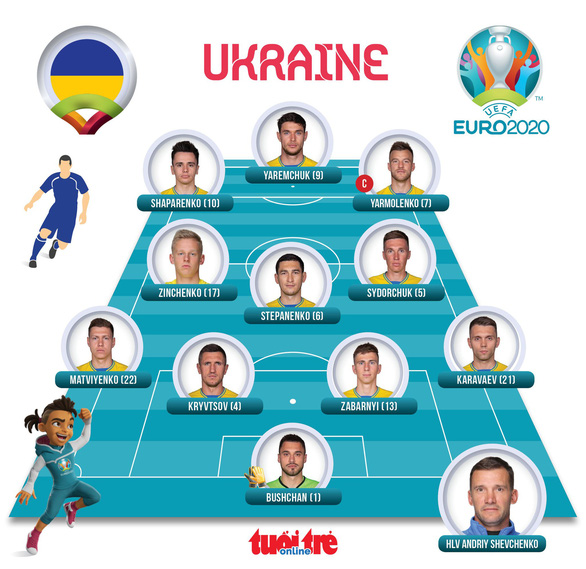 UKRAINE
UEFA
EURO2020
TM
YAREMCHUK (9)
SHAPARENKO (10)
C
YARMOLENKO (7)
ZINCHENKO (17)
SYDORCHUK (5)
STEPANENKO (6)
MATVIYENKO (22)
KARAVAEV (21)
KRYVTSOV (4)
ZABARNYI (13)
BUSHCHAN (1)
HLV ANDRIY SHEVCHENKO
tuổi trẻ
online